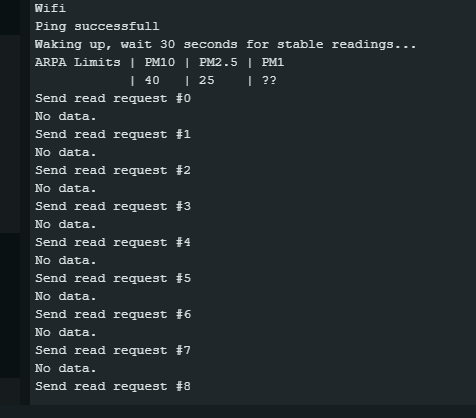 Wifi
Ping successfull
Waking up, wait 30 seconds for stable readings...
ARPA Limits | PM10 | PM2.5 | PM1
            | 40   | 25    | ??
Send read request #0
No data.
Send read request #1
No data.
Send read request #2
No data.
Send read request #3
No data.
Send read request #4
No data.
Send read request #5
No data.
Send read request #6
No data.
Send read request #7
No data.
Send read request #8